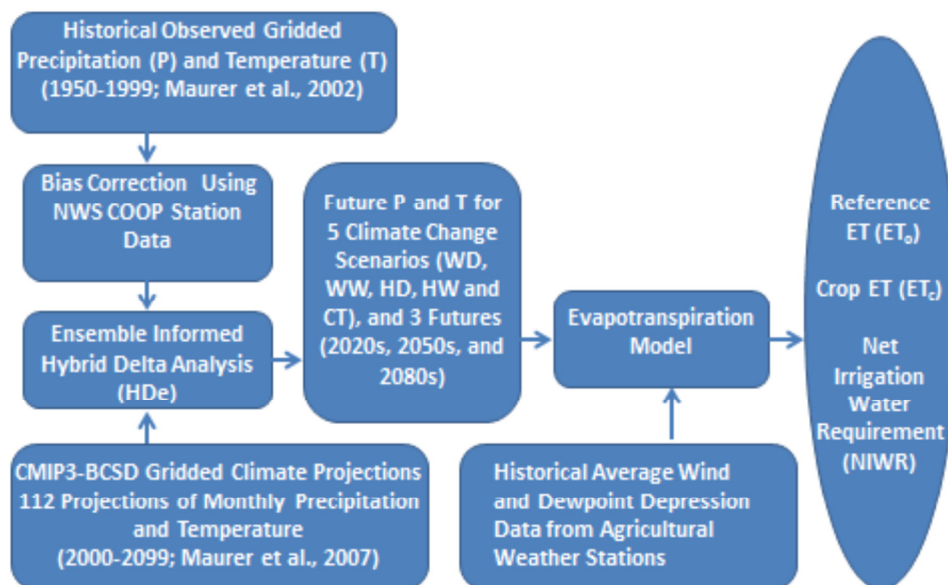 Historical Observed Gridded
Precipitation (P) and Temperature (T)
(1950-1999; Maurer et al., 2002)
Bias Correction Using
NWS COOP Station
Data
Ensemble Informed
Hybrid Delta Analysis
(HDe)
CMIP3-BCSD Gridded Climate Projections
112 Projections of Monthly Precipitation
and Temperature
(2000-2099; Maurer et al., 2007)
Future P and T for
5 Climate Change
Scenarios (WD,
WW, HD, HW and
CT), and 3 Futures
(2020s, 2050s, and
2080s)
Evapotranspiration
Model
Historical Average Wind
and Dewpoint Depression
Data from Agricultural
Weather Stations
Reference
ET (ETo)
Crop ET (ETc)
Net
Irrigation
Water
Requirement
(NIWR)